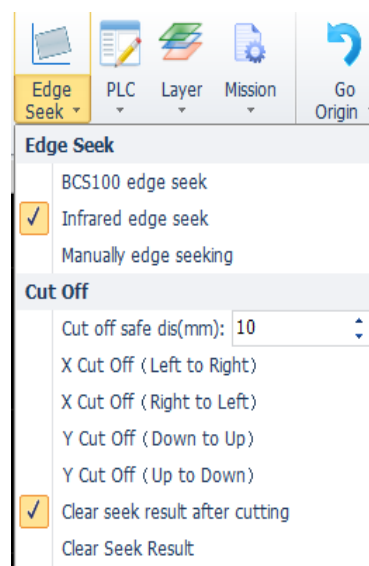 Edge Seek
PLC
Layer
Mission
Go Origin
Edge Seek
BCS100 edge seek
Infrared edge seek
Manually edge seeking
Cut Off
Cut off safe dis(mm): 10
X Cut Off (Left to Right)
X Cut Off (Right to Left)
Y Cut Off (Down to Up)
Y Cut Off (Up to Down)
Clear seek result after cutting
Clear Seek Result